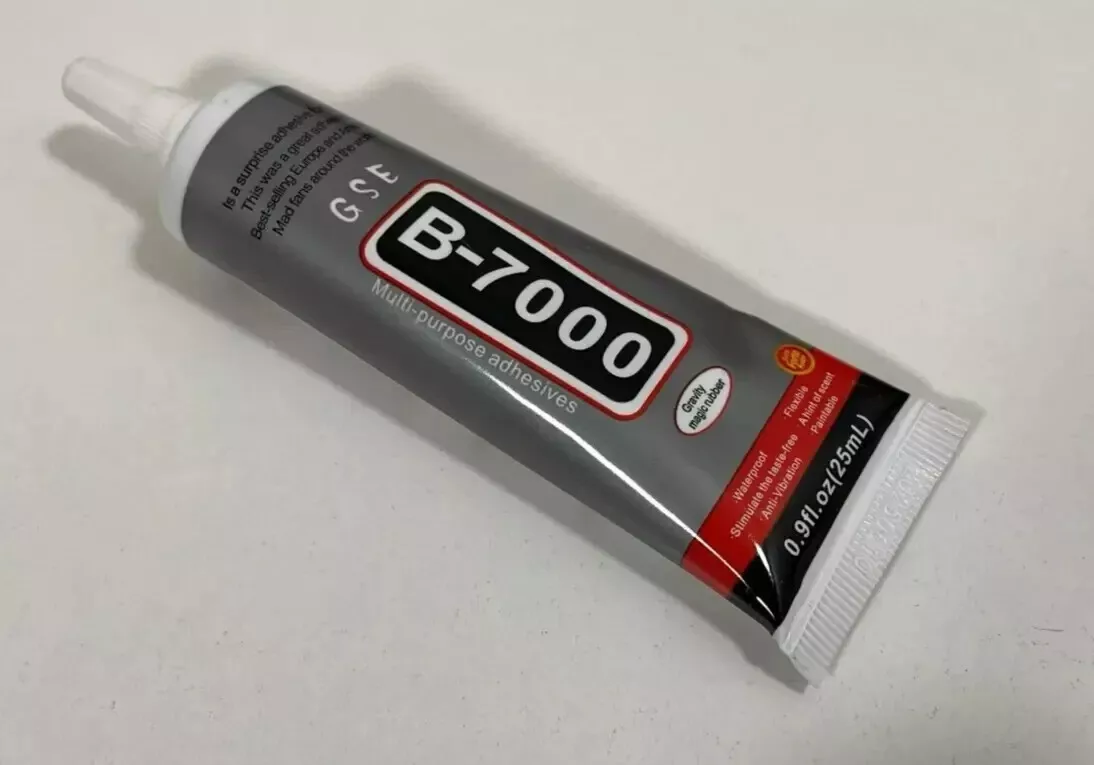 Is a surprise adhesive
This was a great
Best-selling Europe and
Mad fans around the
GSE
B-7000
Multi-purpose adhesives
Gravity
magic rubber
·Waterproof ·Flexible
·Stimulate the taste-free ·A hint of scent
·Anti-Vibration ·Paintable
0.9fl.oz(25mL)